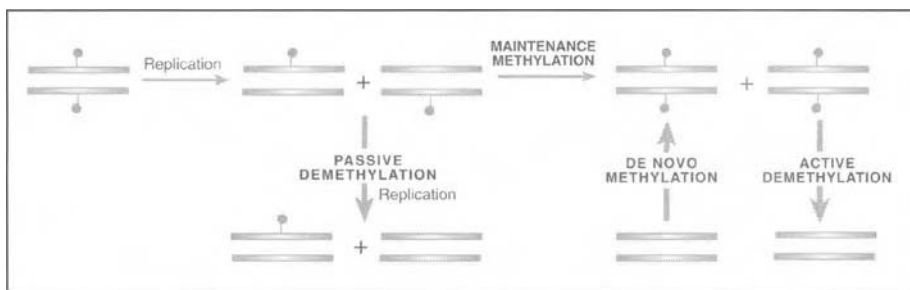 Replication
+
MAINTENANCE
METHYLATION
+
PASSIVE
DEMETHYLATION
Replication
+
DE NOVO
METHYLATION
ACTIVE
DEMETHYLATION